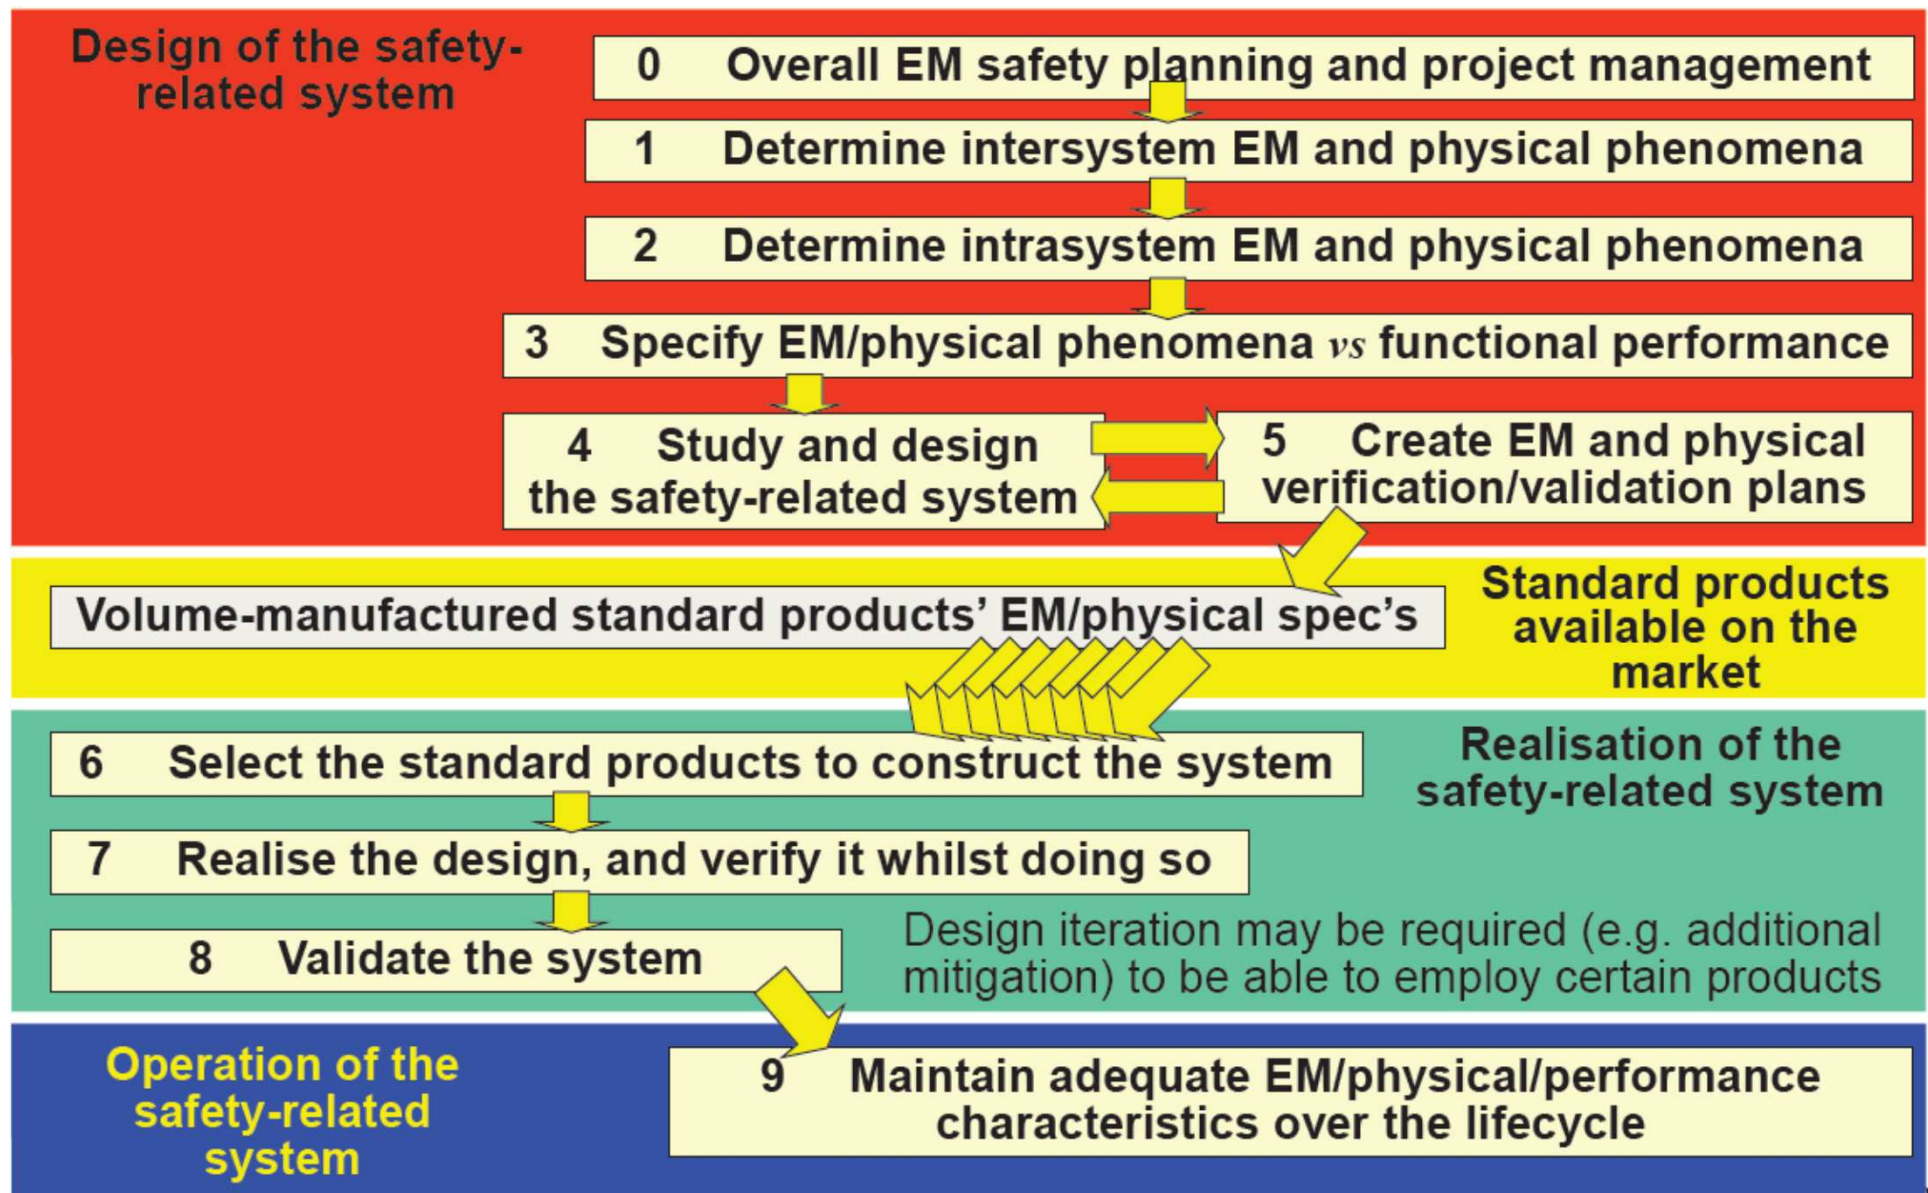 Design of the safety-
related system
0 Overall EM safety planning and project management
1 Determine intersystem EM and physical phenomena
2 Determine intrasystem EM and physical phenomena
3 Specify EM/physical phenomena vs functional performance
4 Study and design
the safety-related system
5 Create EM and physical
verification/validation plans
Volume-manufactured standard products’ EM/physical spec’s
Standard products
available on the
market
6 Select the standard products to construct the system
Realisation of the
safety-related system
7 Realise the design, and verify it whilst doing so
8 Validate the system
Design iteration may be required (e.g. additional
mitigation) to be able to employ certain products
Operation of the
safety-related
system
9 Maintain adequate EM/physical/performance
characteristics over the lifecycle